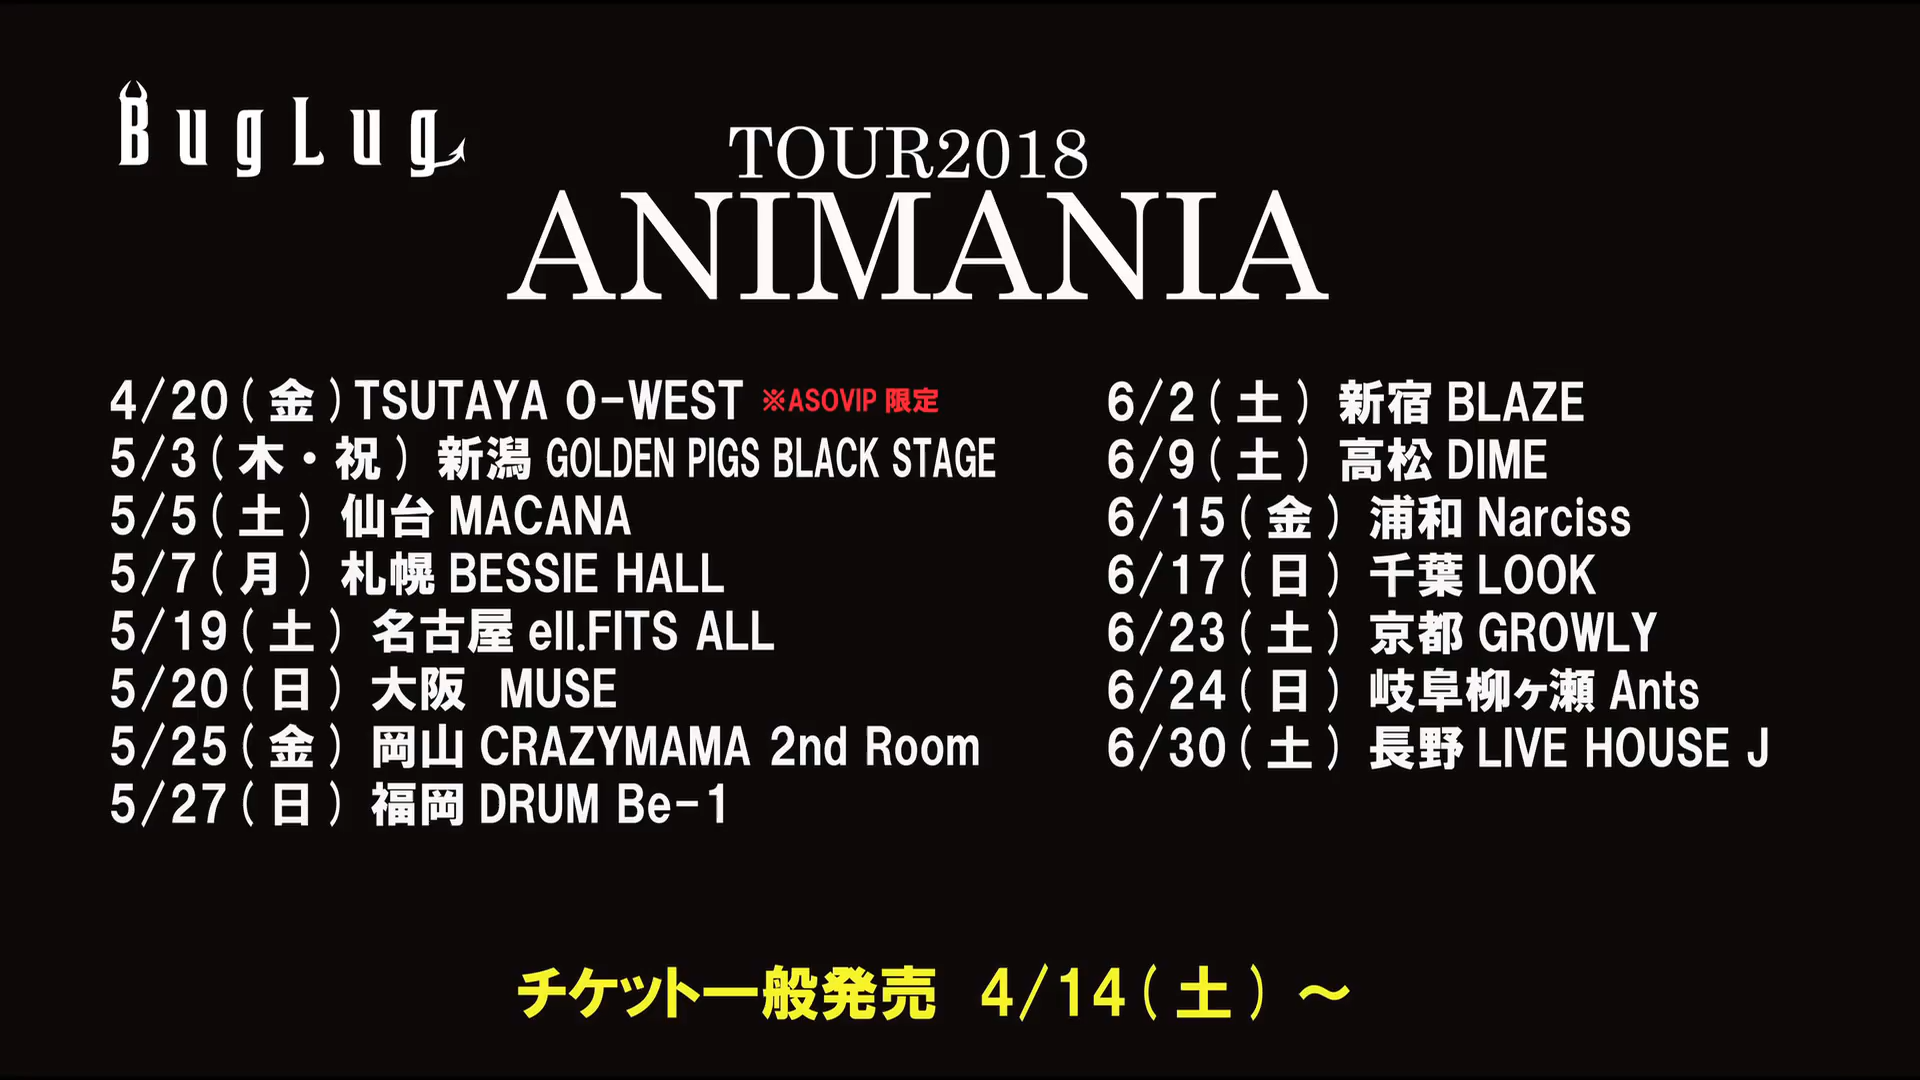 BugLug
TOUR2018
ANIMANIA
4/20(金)TSUTAYA O-WEST ※ASOVIP 限定
5/3(木・祝) 新潟 GOLDEN PIGS BLACK STAGE
5/5(土) 仙台 MACANA
5/7(月) 札幌 BESSIE HALL
5/19(土) 名古屋 ell.FITS ALL
5/20(日) 大阪 MUSE
5/25(金) 岡山 CRAZYMAMA 2nd Room
5/27(日) 福岡 DRUM Be-1
6/2(土) 新宿 BLAZE
6/9(土) 高松 DIME
6/15(金) 浦和 Narciss
6/17(日) 千葉 LOOK
6/23(土) 京都 GROWLY
6/24(日) 岐阜柳ヶ瀬 Ants
6/30(土) 長野 LIVE HOUSE J
チケット一般発売 4/14(土)～